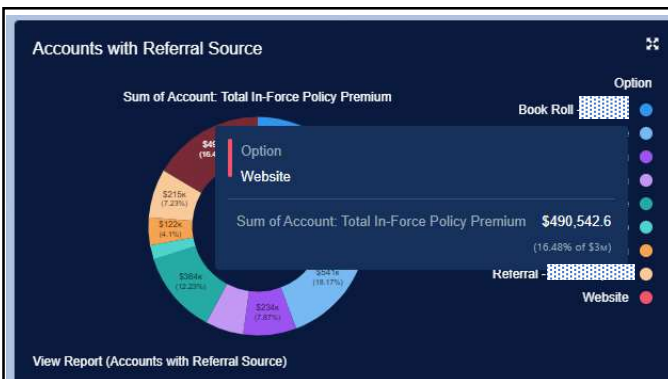 Accounts with Referral Source
Sum of Account: Total In-Force Policy Premium
Option
Book Roll -
Option
Website
Sum of Account: Total In-Force Policy Premium $490,542.6
(16.48% of $3M)
$215K
(7.23%)
$122K
(4.1%)
$384K
(12.23%)
$234K
(7.87%)
$541K
(18.17%)
Referral -
Website
View Report (Accounts with Referral Source)